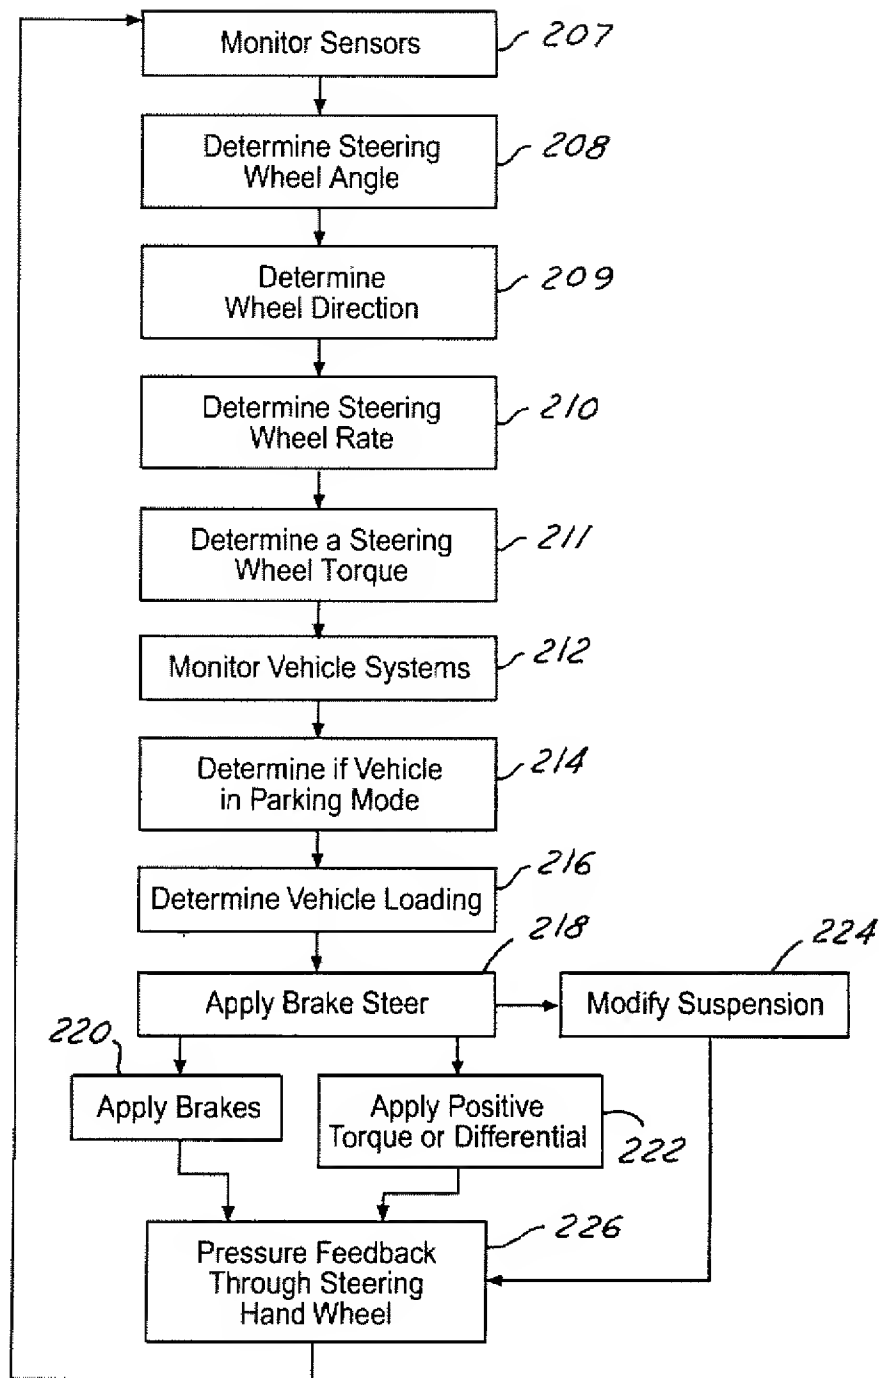 Monitor Sensors
207
Determine Steering
Wheel Angle
208
Determine
Wheel Direction
209
Determine Steering
Wheel Rate
210
Determine a Steering
Wheel Torque
211
Monitor Vehicle Systems
212
Determine if Vehicle
in Parking Mode
214
Determine Vehicle Loading
216
Apply Brake Steer
218
Modify Suspension
224
220
Apply Brakes
Apply Positive
Torque or Differential
222
Pressure Feedback
Through Steering
Hand Wheel
226